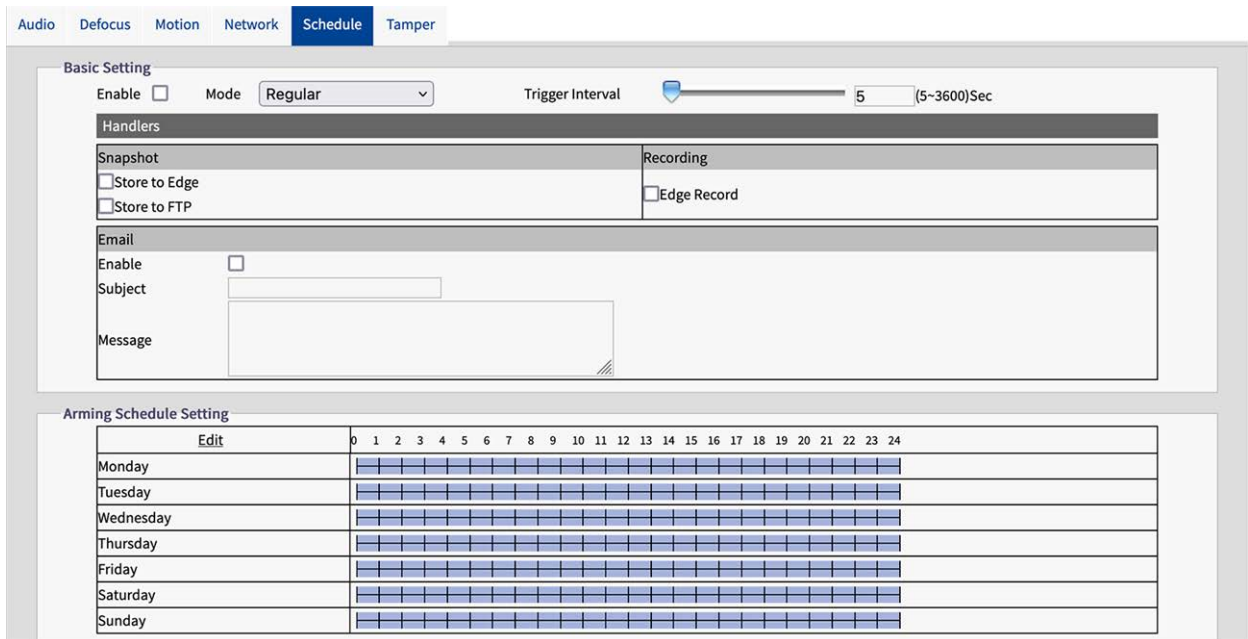 Audio Defocus Motion Network Schedule Tamper
Basic Setting
Enable Mode Regular Trigger Interval 5 (5~3600)Sec
Handlers
Snapshot Recording
Store to Edge
Edge Record
Store to FTP
Email
Enable
Subject
Message
Arming Schedule Setting
Edit 0 1 2 3 4 5 6 7 8 9 10 11 12 13 14 15 16 17 18 19 20 21 22 23 24
Monday
Tuesday
Wednesday
Thursday
Friday
Saturday
Sunday